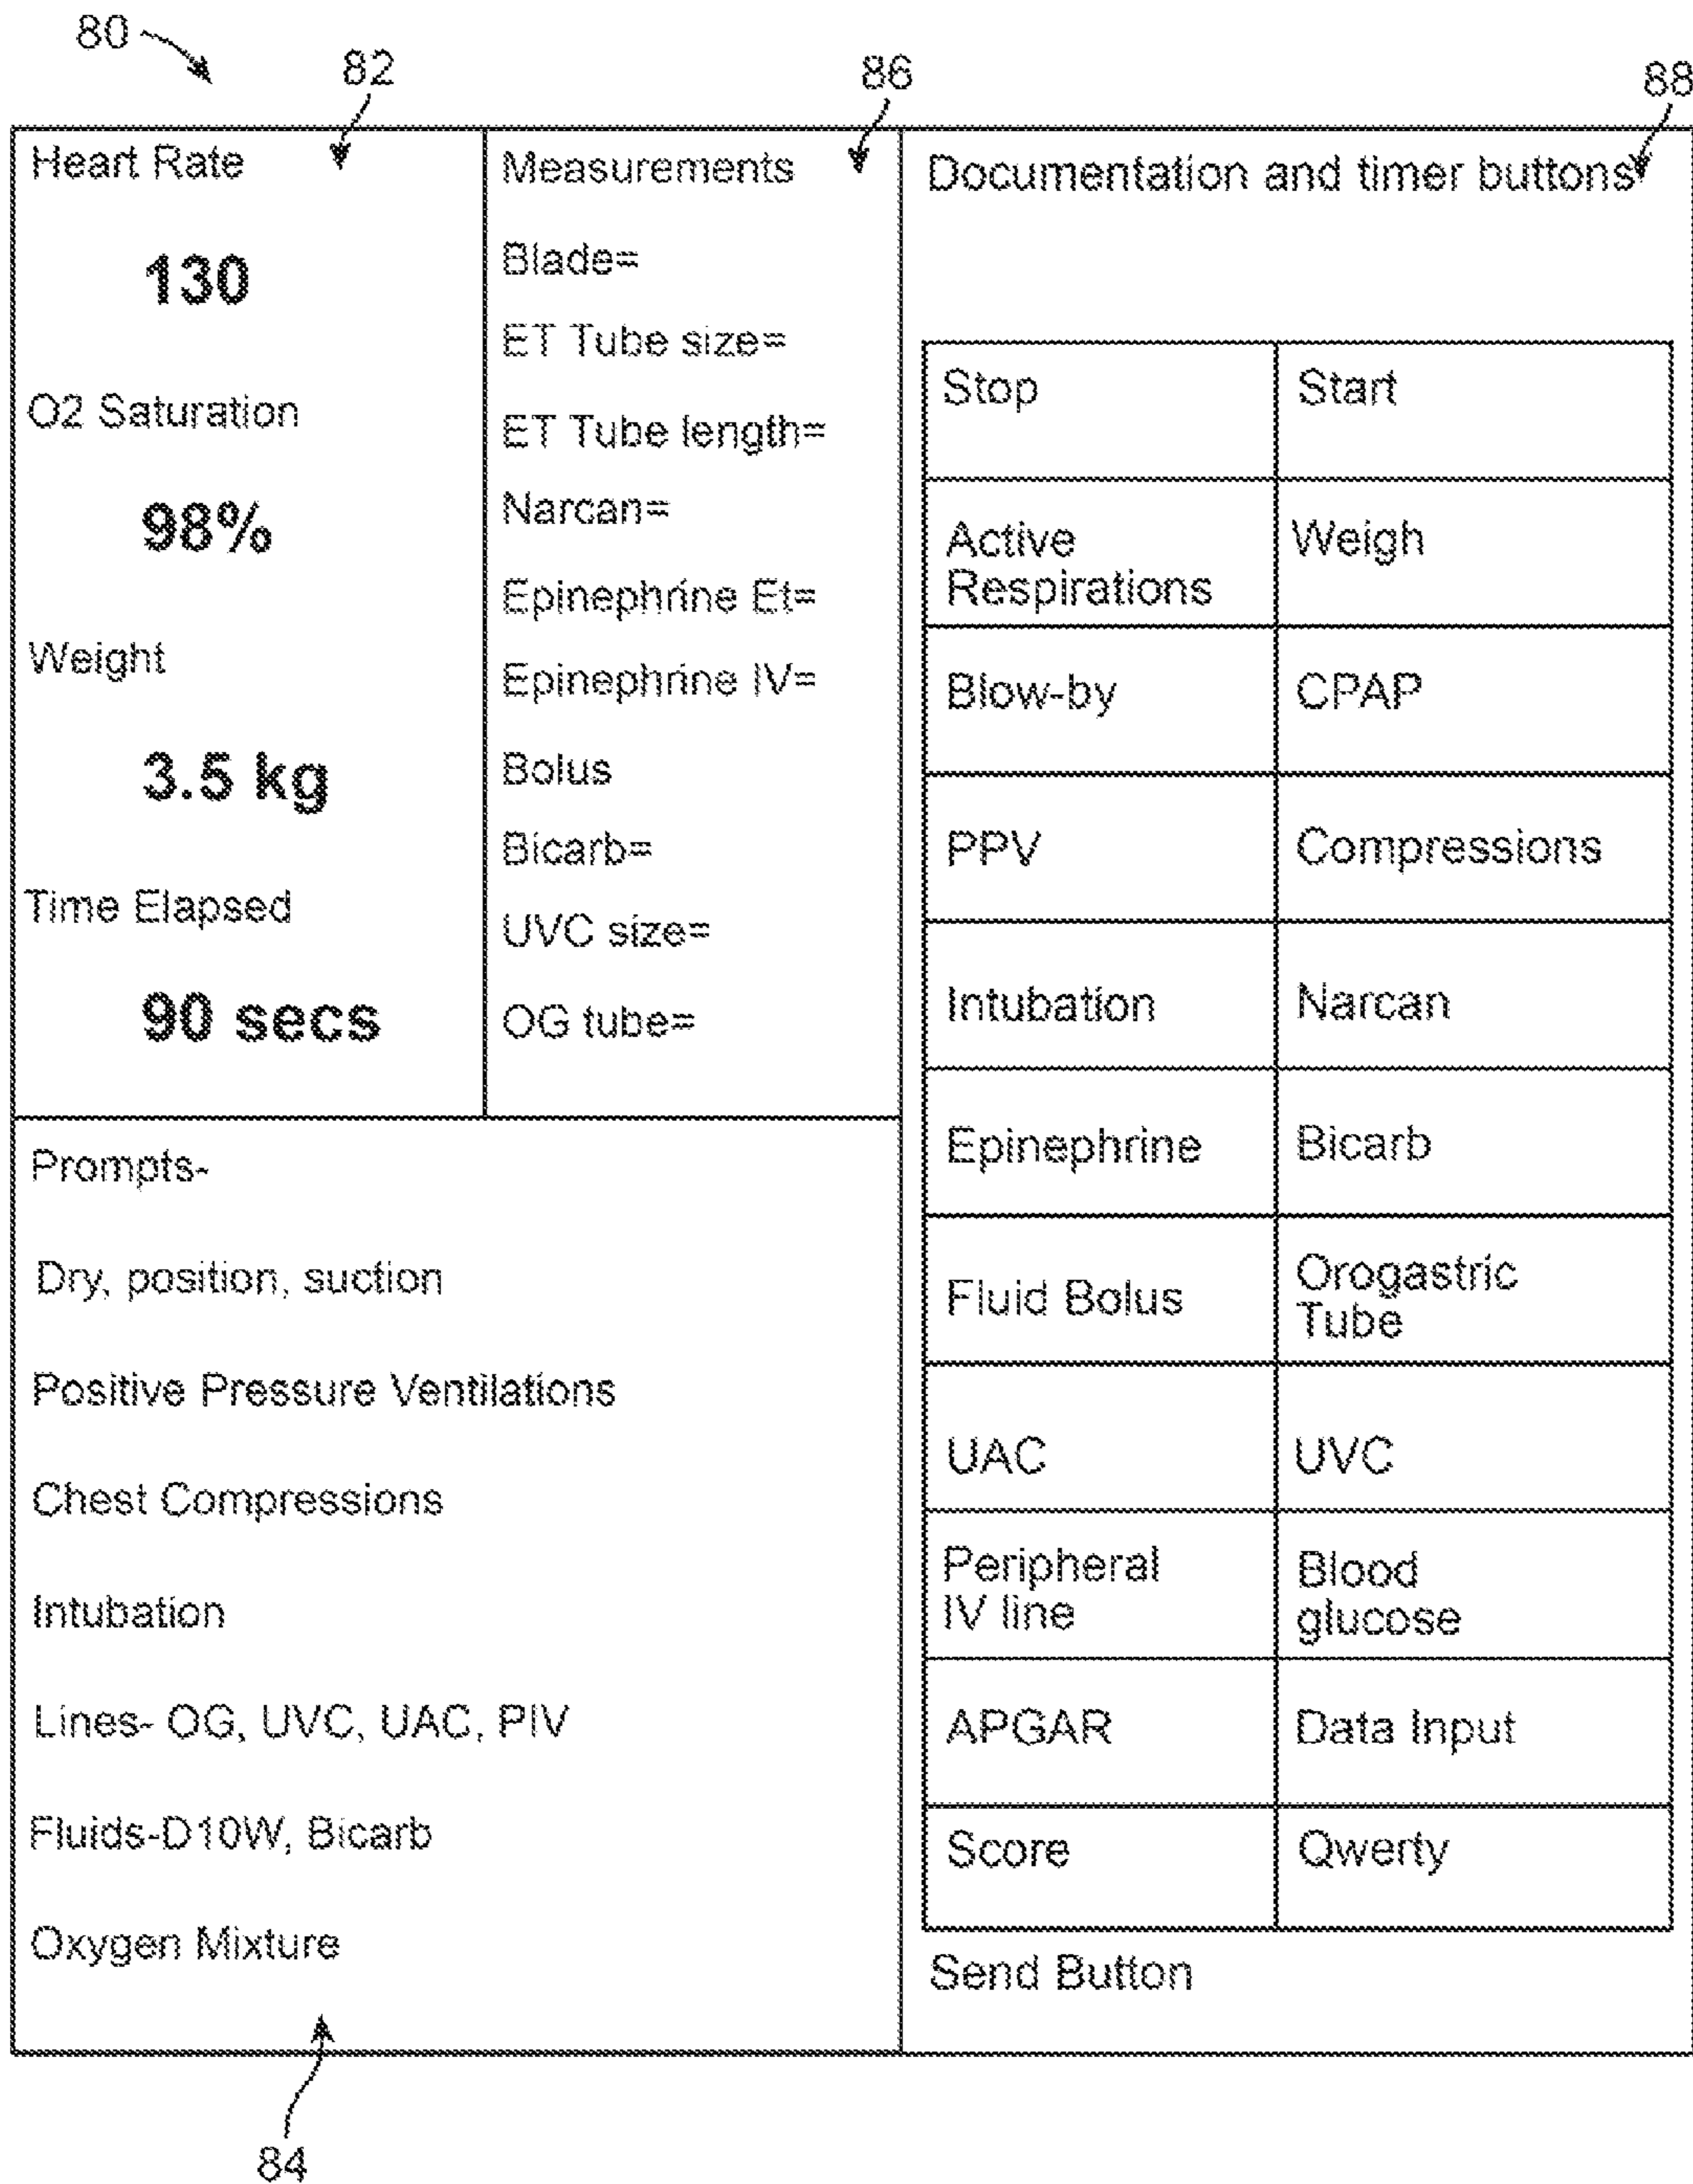 80
82
86
88
Heart Rate
130
O2 Saturation
98%
Weight
3.5 kg
Time Elapsed
90 secs
Measurements
Blade=
ET Tube size=
ET Tube length=
Narcan=
Epinephrine Et=
Epinephrine IV=
Bolus
Bicarb=
UVC size=
OG tube=
Prompts-
Dry, position, suction
Positive Pressure Ventilations
Chest Compressions
Intubation
Lines- OG, UVC, UAC, PIV
Fluids-D10W, Bicarb
Oxygen Mixture
84
Documentation and timer buttons
Stop
Start
Active
Respirations
Weigh
Blow-by
CPAP
PPV
Compressions
Intubation
Narcan
Epinephrine
Bicarb
Fluid Bolus
Orogastric
Tube
UAC
UVC
Peripheral
IV line
Blood
glucose
APGAR
Data Input
Score
Qwerty
Send Button